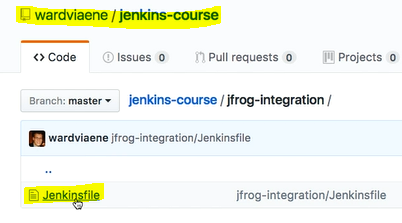 wardviaene / jenkins-course
Code Issues 0 Pull requests 0 Projects 0
Branch: master jenkins-course / jfrog-integration /
wardviaene jfrog-integration/Jenkinsfile
..
Jenkinsfile jfrog-integration/Jenkinsfile